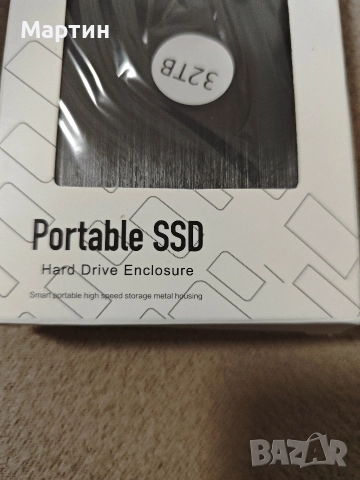 Мартин
32TB
Portable SSD
Hard Drive Enclosure
Smart portable high speed storage metal housing
BAZAR